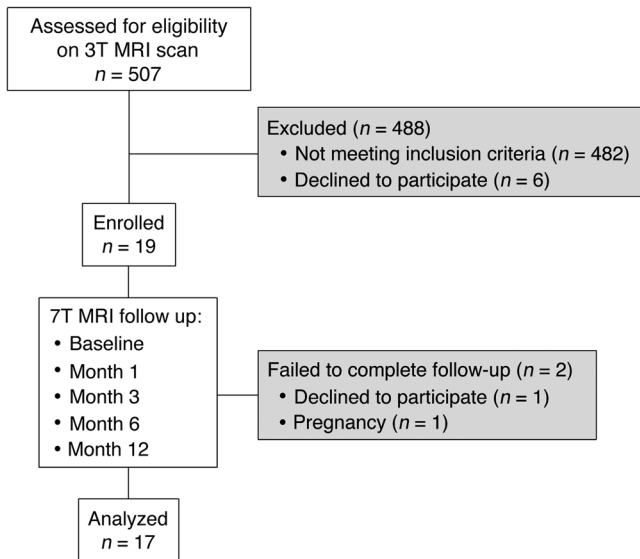 Assessed for eligibility
on 3T MRI scan
n = 507
Excluded (n = 488)
• Not meeting inclusion criteria (n = 482)
• Declined to participate (n = 6)
Enrolled
n = 19
7T MRI follow up:
• Baseline
• Month 1
• Month 3
• Month 6
• Month 12
Failed to complete follow-up (n = 2)
• Declined to participate (n = 1)
• Pregnancy (n = 1)
Analyzed
n = 17